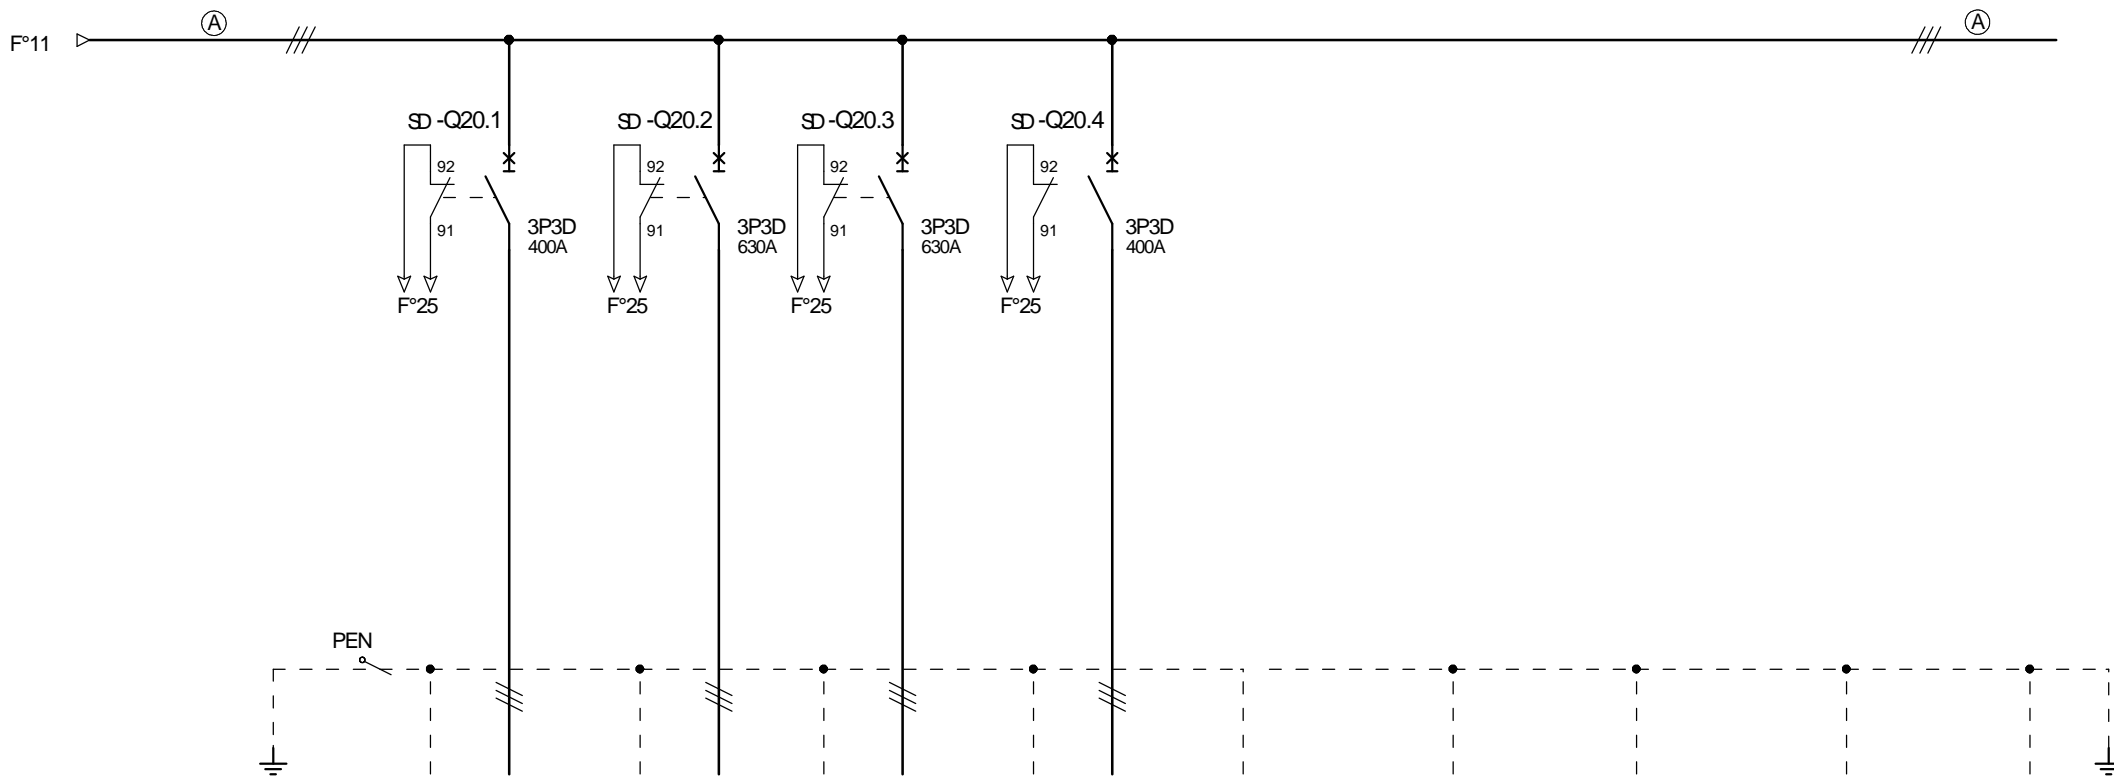 A
A
F°11
SD -Q20.1
SD -Q20.2
SD -Q20.3
SD -Q20.4
92
92
92
92
91
3P3D
400A
91
3P3D
630A
91
3P3D
630A
91
3P3D
400A
F°25
F°25
F°25
F°25
PEN